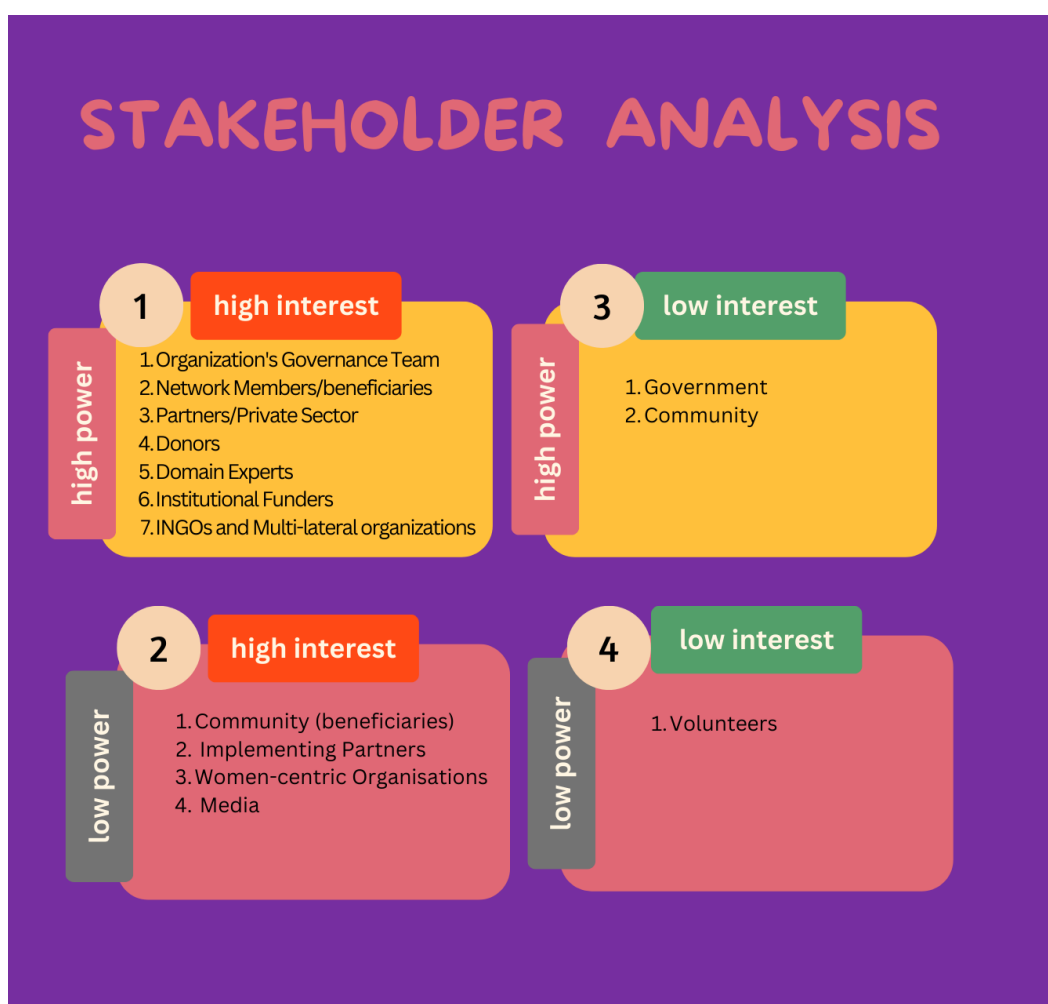 STAKEHOLDER ANALYSIS
1
high interest
high power
1. Organization's Governance Team
2. Network Members/beneficiaries
3. Partners/Private Sector
4. Donors
5. Domain Experts
6. Institutional Funders
7. INGOs and Multi-lateral organizations
3
low interest
high power
1. Government
2. Community
2
high interest
low power
1. Community (beneficiaries)
2. Implementing Partners
3. Women-centric Organisations
4. Media
4
low interest
low power
1. Volunteers